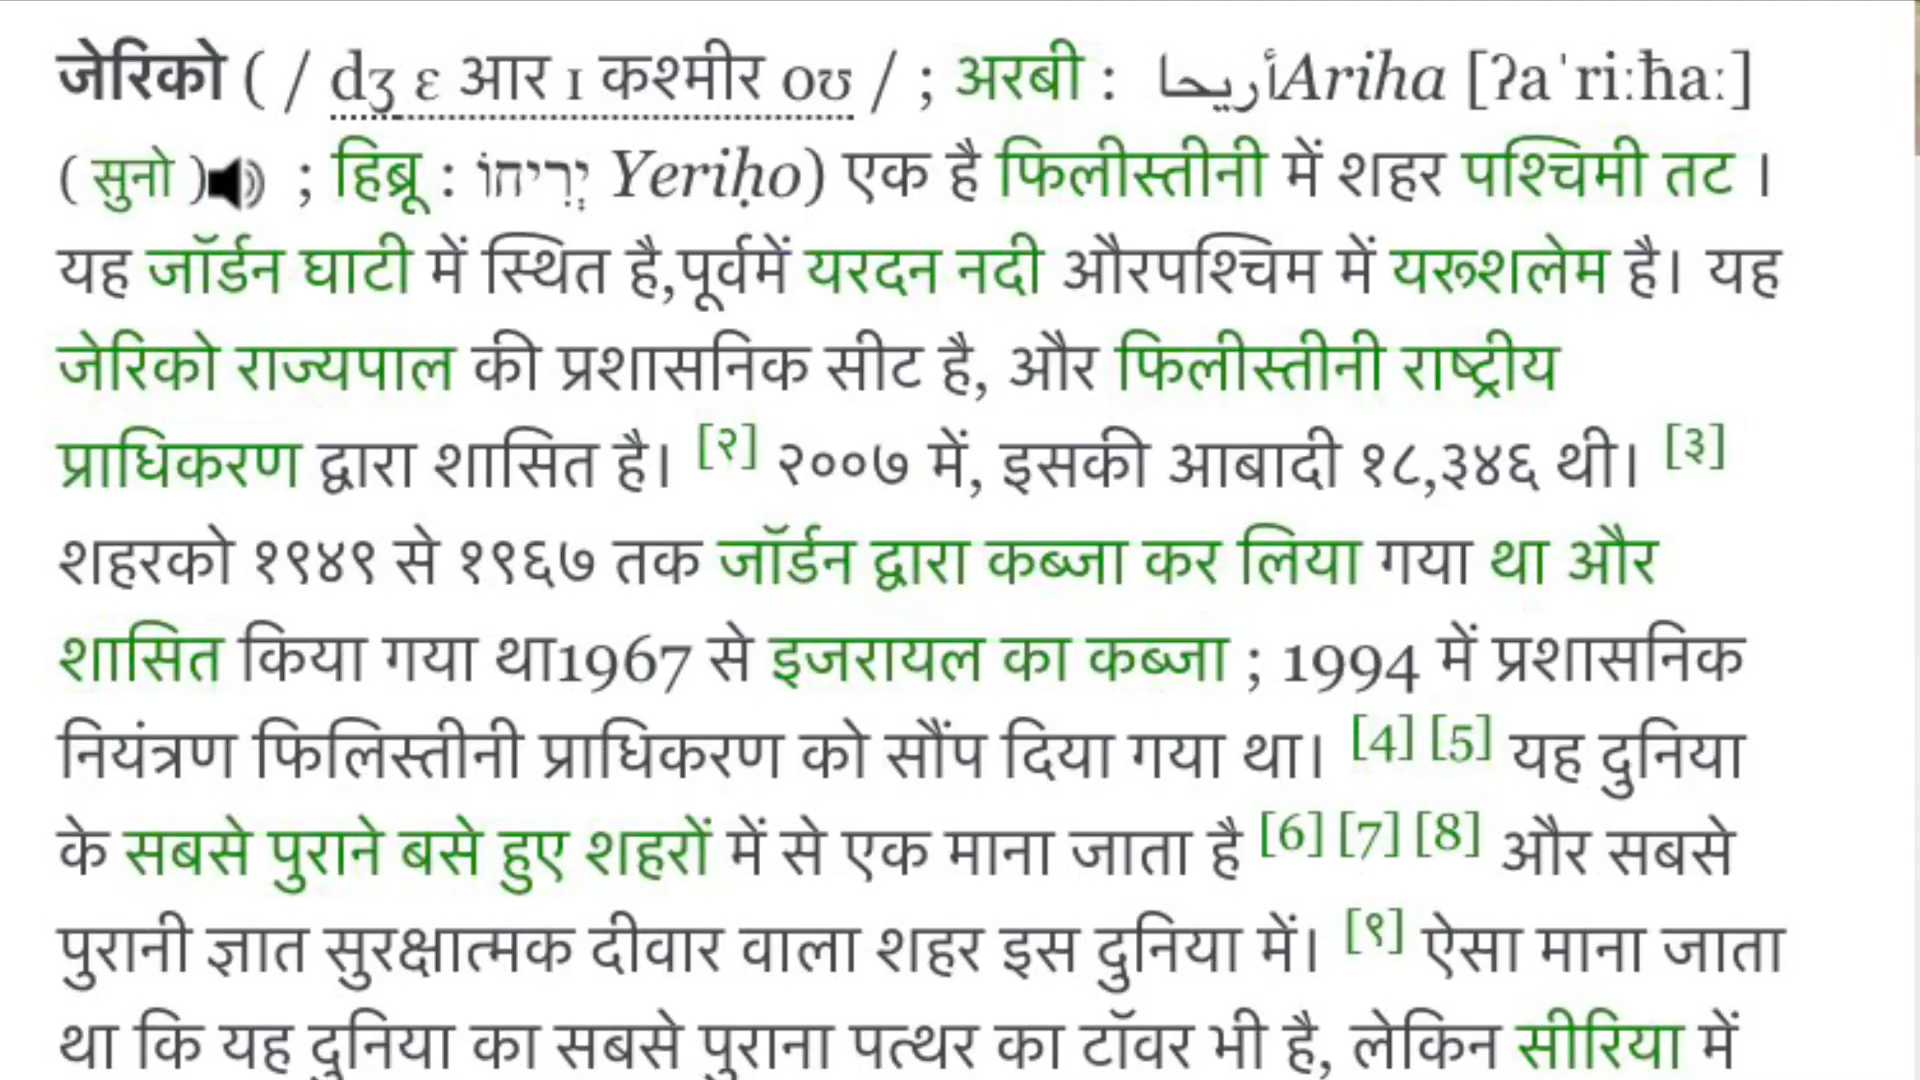 जेरिको ( / dʒ ɛ आर ɪ कश्मीर oʊ / ; अरबी : أريحا Ariha [ʔaˈriːħaː]
( सुनो ) ; हिब्रू : יְרִיחוֹ Yeriḥo) एक है फिलीस्तीनी में शहर पश्चिमी तट ।
यह जॉर्डन घाटी में स्थित है,पूर्वमें यरदन नदी औरपश्चिम में यरूशलेम है। यह
जेरिको राज्यपाल की प्रशासनिक सीट है, और फिलीस्तीनी राष्ट्रीय
प्राधिकरण द्वारा शासित है। [२] २००७ में, इसकी आबादी १८,३४६ थी। [३]
शहरको १९४९ से १९६७ तक जॉर्डन द्वारा कब्जा कर लिया गया था और
शासित किया गया था1967 से इजरायल का कब्जा ; 1994 में प्रशासनिक
नियंत्रण फिलिस्तीनी प्राधिकरण को सौंप दिया गया था। [4] [5] यह दुनिया
के सबसे पुराने बसे हुए शहरों में से एक माना जाता है [6] [7] [8] और सबसे
पुरानी ज्ञात सुरक्षात्मक दीवार वाला शहर इस दुनिया में। [९] ऐसा माना जाता
था कि यह दुनिया का सबसे पुराना पत्थर का टॉवर भी है, लेकिन सीरिया में